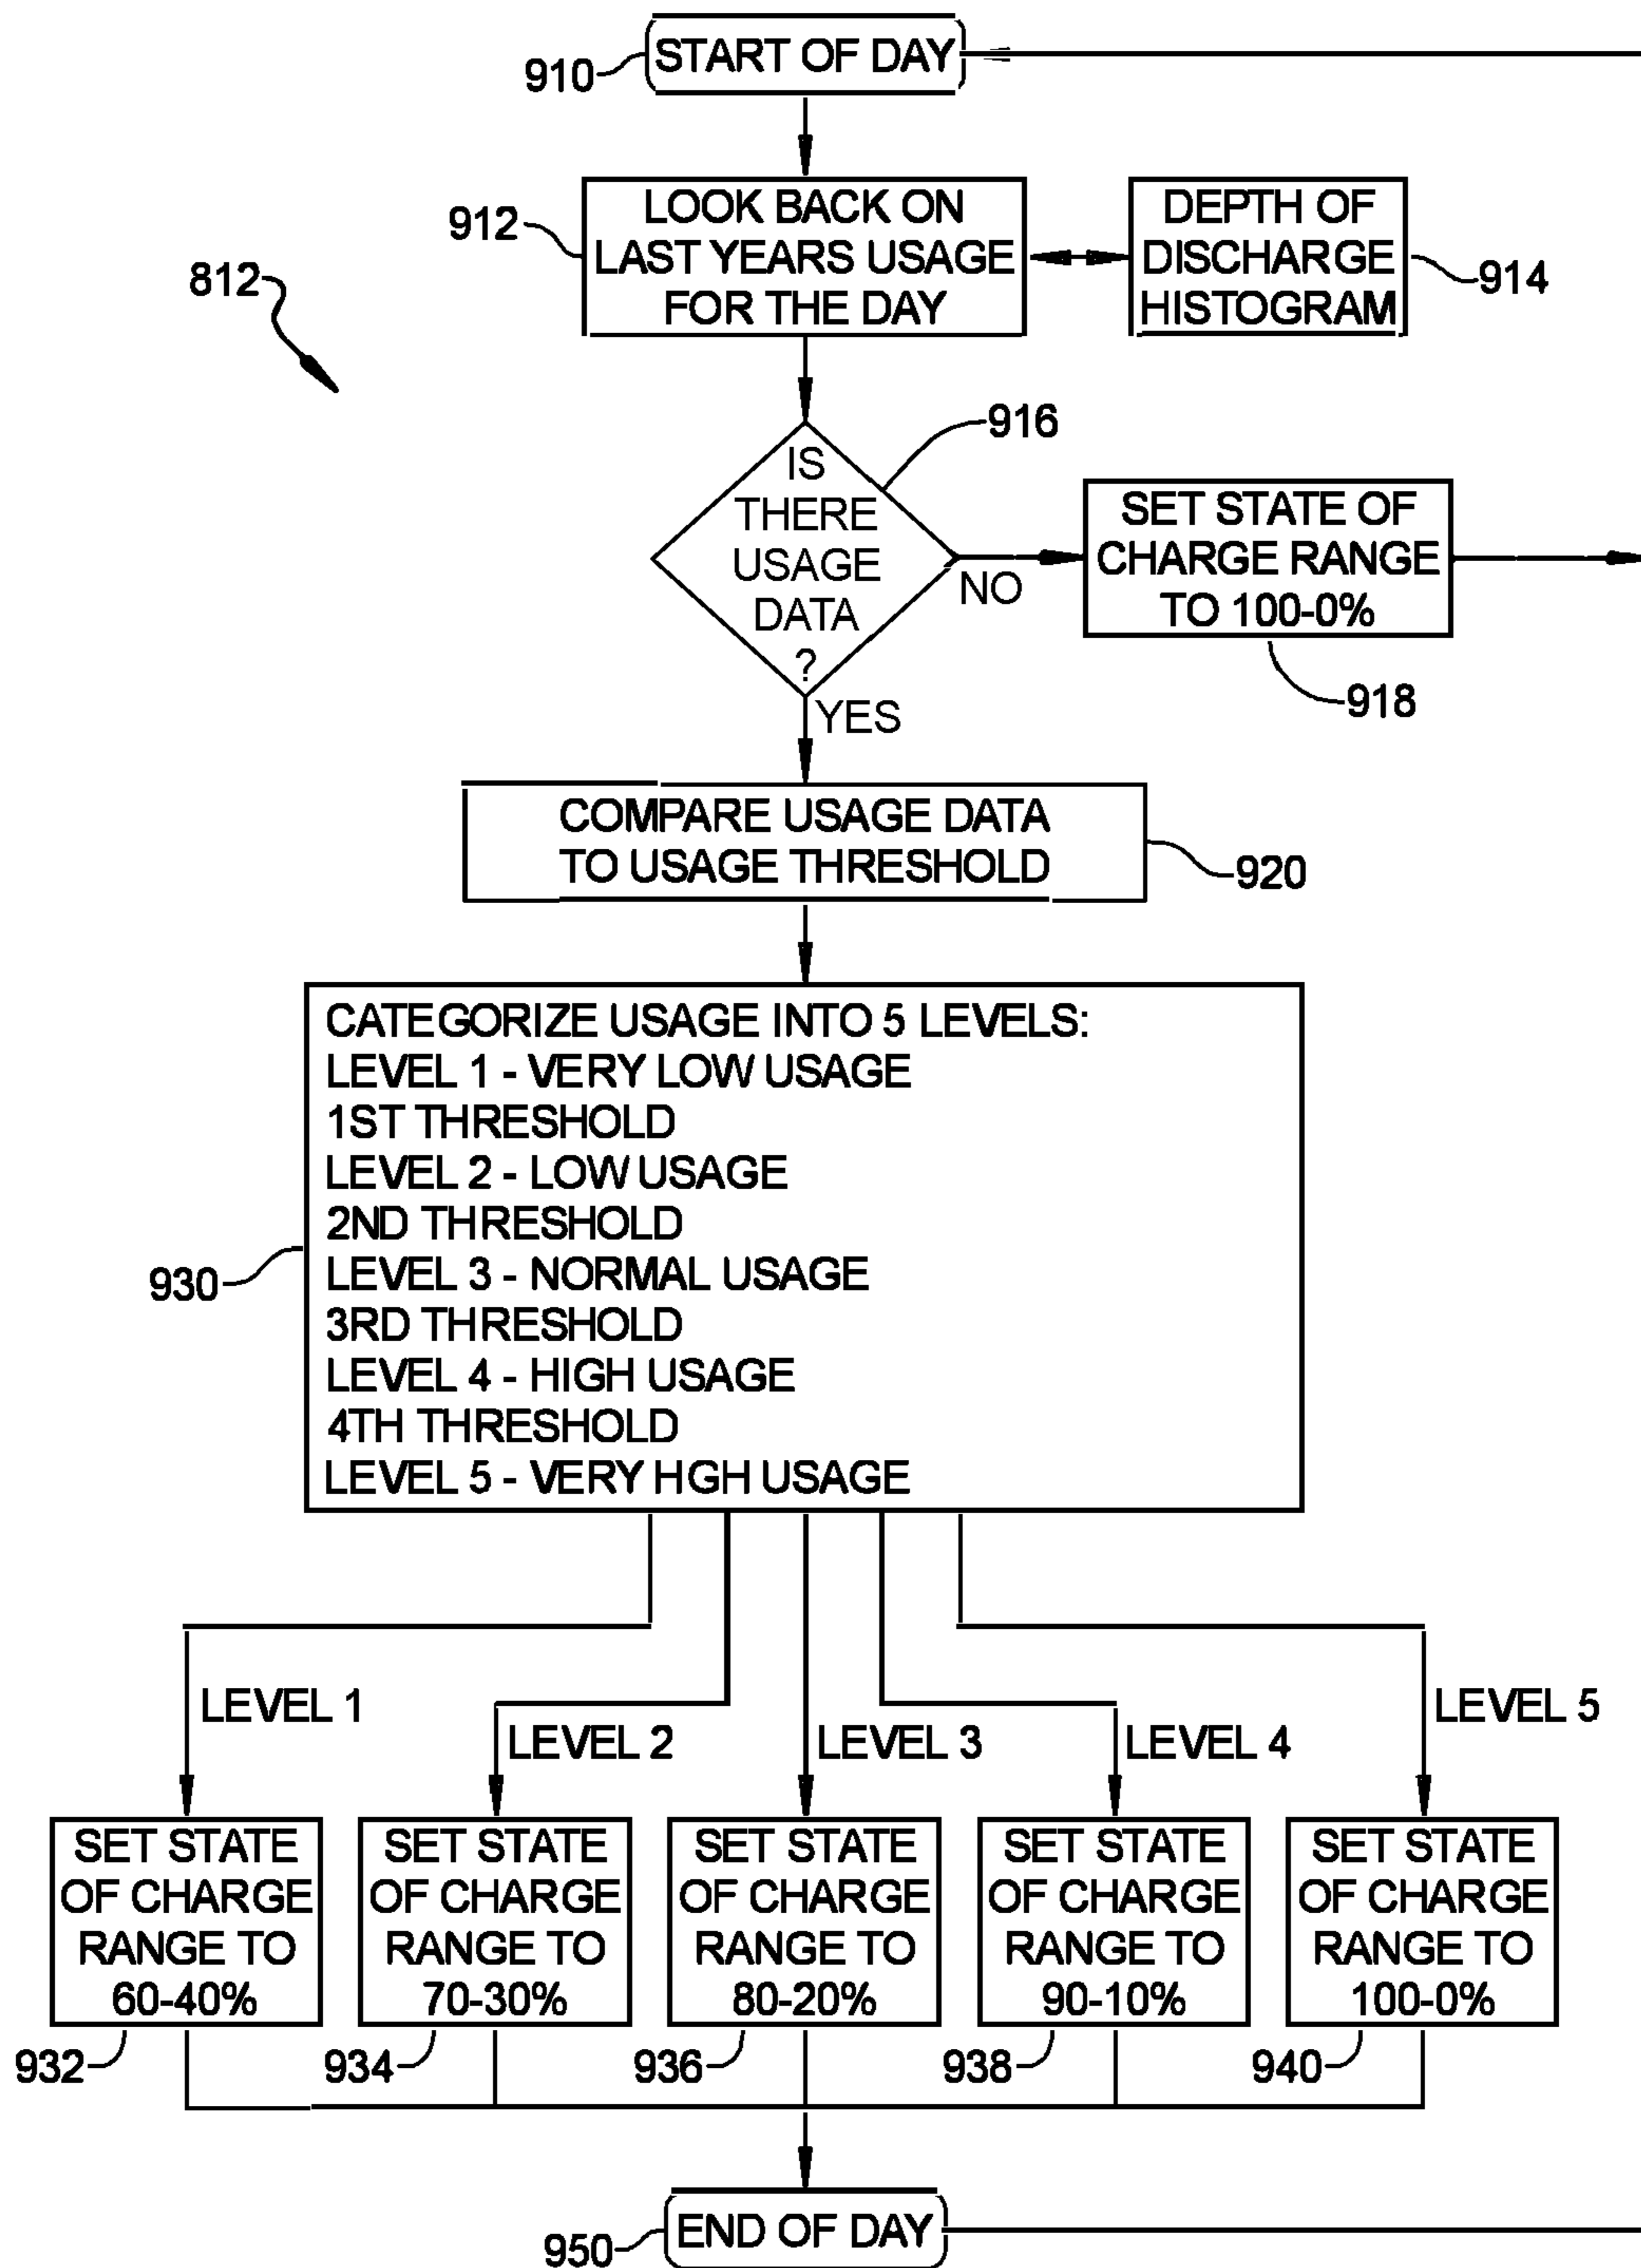 910
START OF DAY
912
LOOK BACK ON
LAST YEARS USAGE
FOR THE DAY
DEPTH OF
DISCHARGE
HISTOGRAM
914
812
916
IS
THERE
USAGE
DATA
?
NO
YES
SET STATE OF
CHARGE RANGE
TO 100-0%
918
COMPARE USAGE DATA
TO USAGE THRESHOLD
920
930
CATEGORIZE USAGE INTO 5 LEVELS:
LEVEL 1 - VERY LOW USAGE
1ST THRESHOLD
LEVEL 2 - LOW USAGE
2ND THRESHOLD
LEVEL 3 - NORMAL USAGE
3RD THRESHOLD
LEVEL 4 - HIGH USAGE
4TH THRESHOLD
LEVEL 5 - VERY HGH USAGE
LEVEL 1
LEVEL 2
LEVEL 3
LEVEL 4
LEVEL 5
SET STATE
OF CHARGE
RANGE TO
60-40%
932
SET STATE
OF CHARGE
RANGE TO
70-30%
934
SET STATE
OF CHARGE
RANGE TO
80-20%
936
SET STATE
OF CHARGE
RANGE TO
90-10%
938
SET STATE
OF CHARGE
RANGE TO
100-0%
940
950
END OF DAY